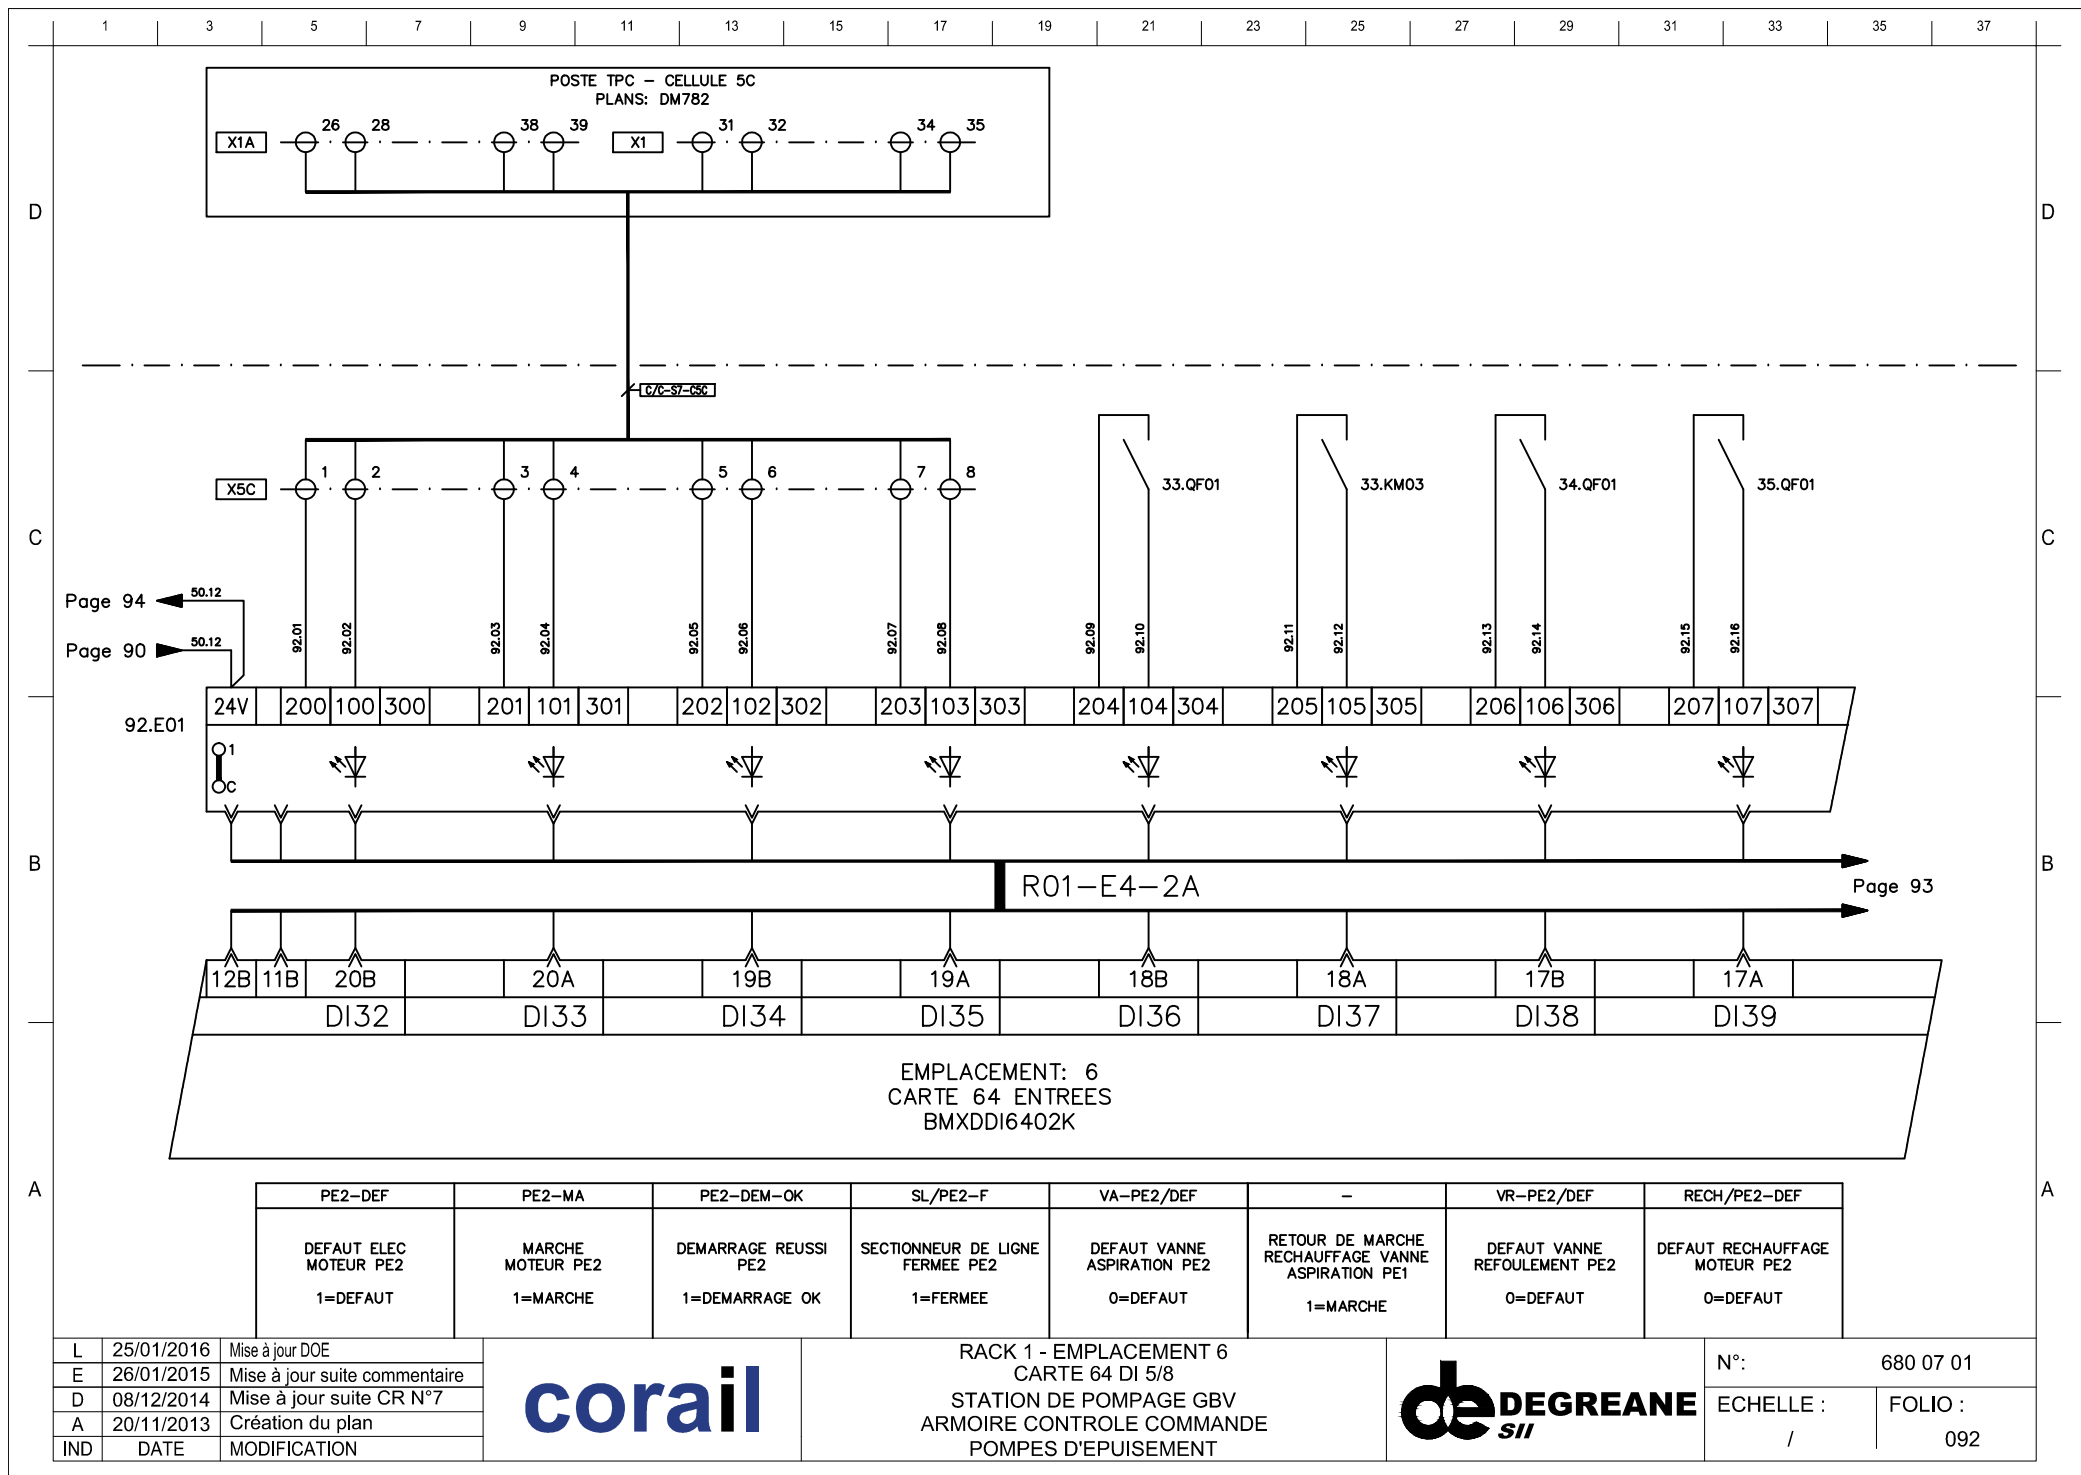 1 3 5 7 9 11 13 15 17 19 21 23 25 27 29 31 33 35 37
POSTE TPC - CELLULE 5C
PLANS: DM782
X1A 26 28 38 39 X1 31 32 34 35
D D
C/C-S7-C5C
X5C 1 2 3 4 5 6 7 8 33.QF01 33.KM03 34.QF01 35.QF01
C C
Page 94 50.12
Page 90 50.12
92.01 92.02 92.03 92.04 92.05 92.06 92.07 92.08 92.09 92.10 92.11 92.12 92.13 92.14 92.15 92.16
92.E01 24V 200 100 300 201 101 301 202 102 302 203 103 303 204 104 304 205 105 305 206 106 306 207 107 307
1
C
B B
R01-E4-2A
Page 93
12B 11B 20B 20A 19B 19A 18B 18A 17B 17A
DI32 DI33 DI34 DI35 DI36 DI37 DI38 DI39
EMPLACEMENT: 6
CARTE 64 ENTREES
BMXDDI6402K
A A
PE2-DEF
DEFAUT ELEC
MOTEUR PE2
1=DEFAUT
PE2-MA
MARCHE
MOTEUR PE2
1=MARCHE
PE2-DEM-OK
DEMARRAGE REUSSI
PE2
1=DEMARRAGE OK
SL/PE2-F
SECTIONNEUR DE LIGNE
FERMEE PE2
1=FERMEE
VA-PE2/DEF
DEFAUT VANNE
ASPIRATION PE2
0=DEFAUT
-
RETOUR DE MARCHE
RECHAUFFAGE VANNE
ASPIRATION PE1
1=MARCHE
VR-PE2/DEF
DEFAUT VANNE
REFOULEMENT PE2
0=DEFAUT
RECH/PE2-DEF
DEFAUT RECHAUFFAGE
MOTEUR PE2
0=DEFAUT
L 25/01/2016 Mise à jour DOE
E 26/01/2015 Mise à jour suite commentaire
D 08/12/2014 Mise à jour suite CR N°7
A 20/11/2013 Création du plan
IND DATE MODIFICATION
corail
RACK 1 - EMPLACEMENT 6
CARTE 64 DI 5/8
STATION DE POMPAGE GBV
ARMOIRE CONTROLE COMMANDE
POMPES D'EPUISEMENT
de DEGREANE
SII
N°: 680 07 01
ECHELLE :
/
FOLIO :
092